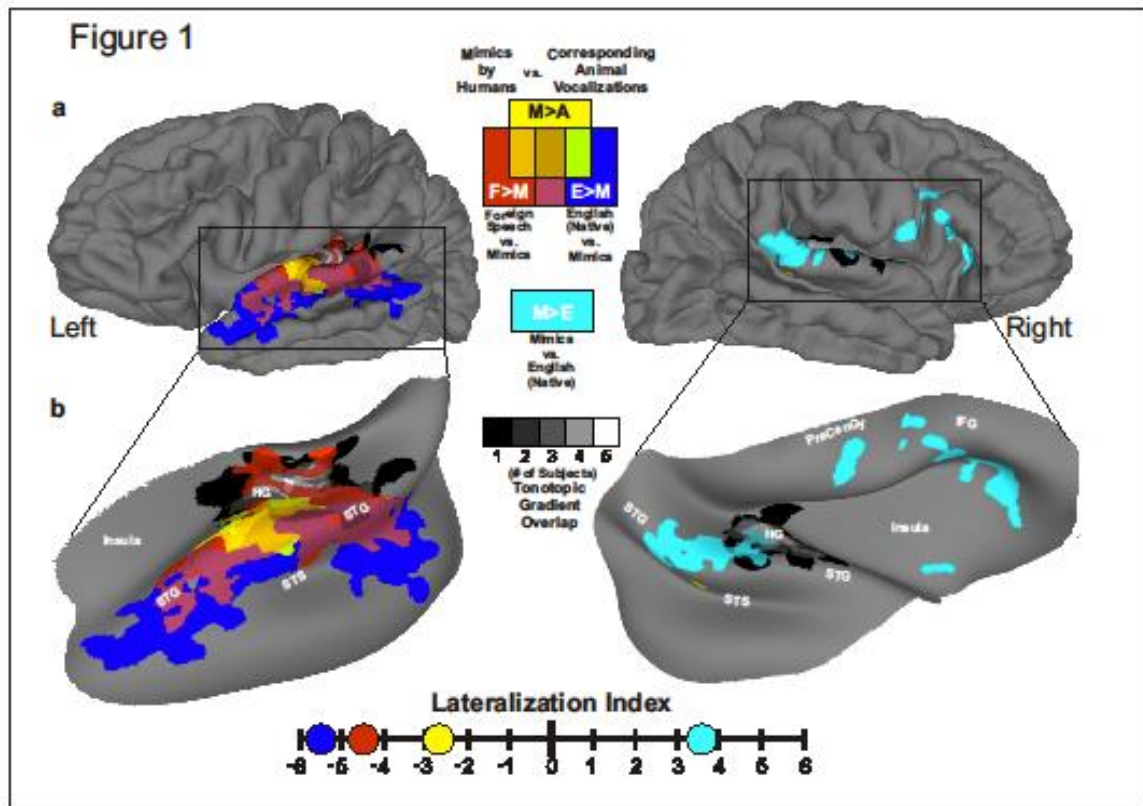 Figure 1
Mimics by Humans vs. Corresponding Animal Vocalizations
a
M>A
F>M E>M
Foreign Speech vs. Mimics
English (Native) vs. Mimics
Left
Right
M>E
Mimics vs. English (Native)
b
1 2 3 4 5
(# of Subjects)
Tonotopic
Gradient
Overlap
HG
STG
Insula
STS
STG
PreCenGy
IFG
STG
HG
Insula
STG
STS
Lateralization Index
-6 -5 -4 -3 -2 -1 0 1 2 3 4 5 6